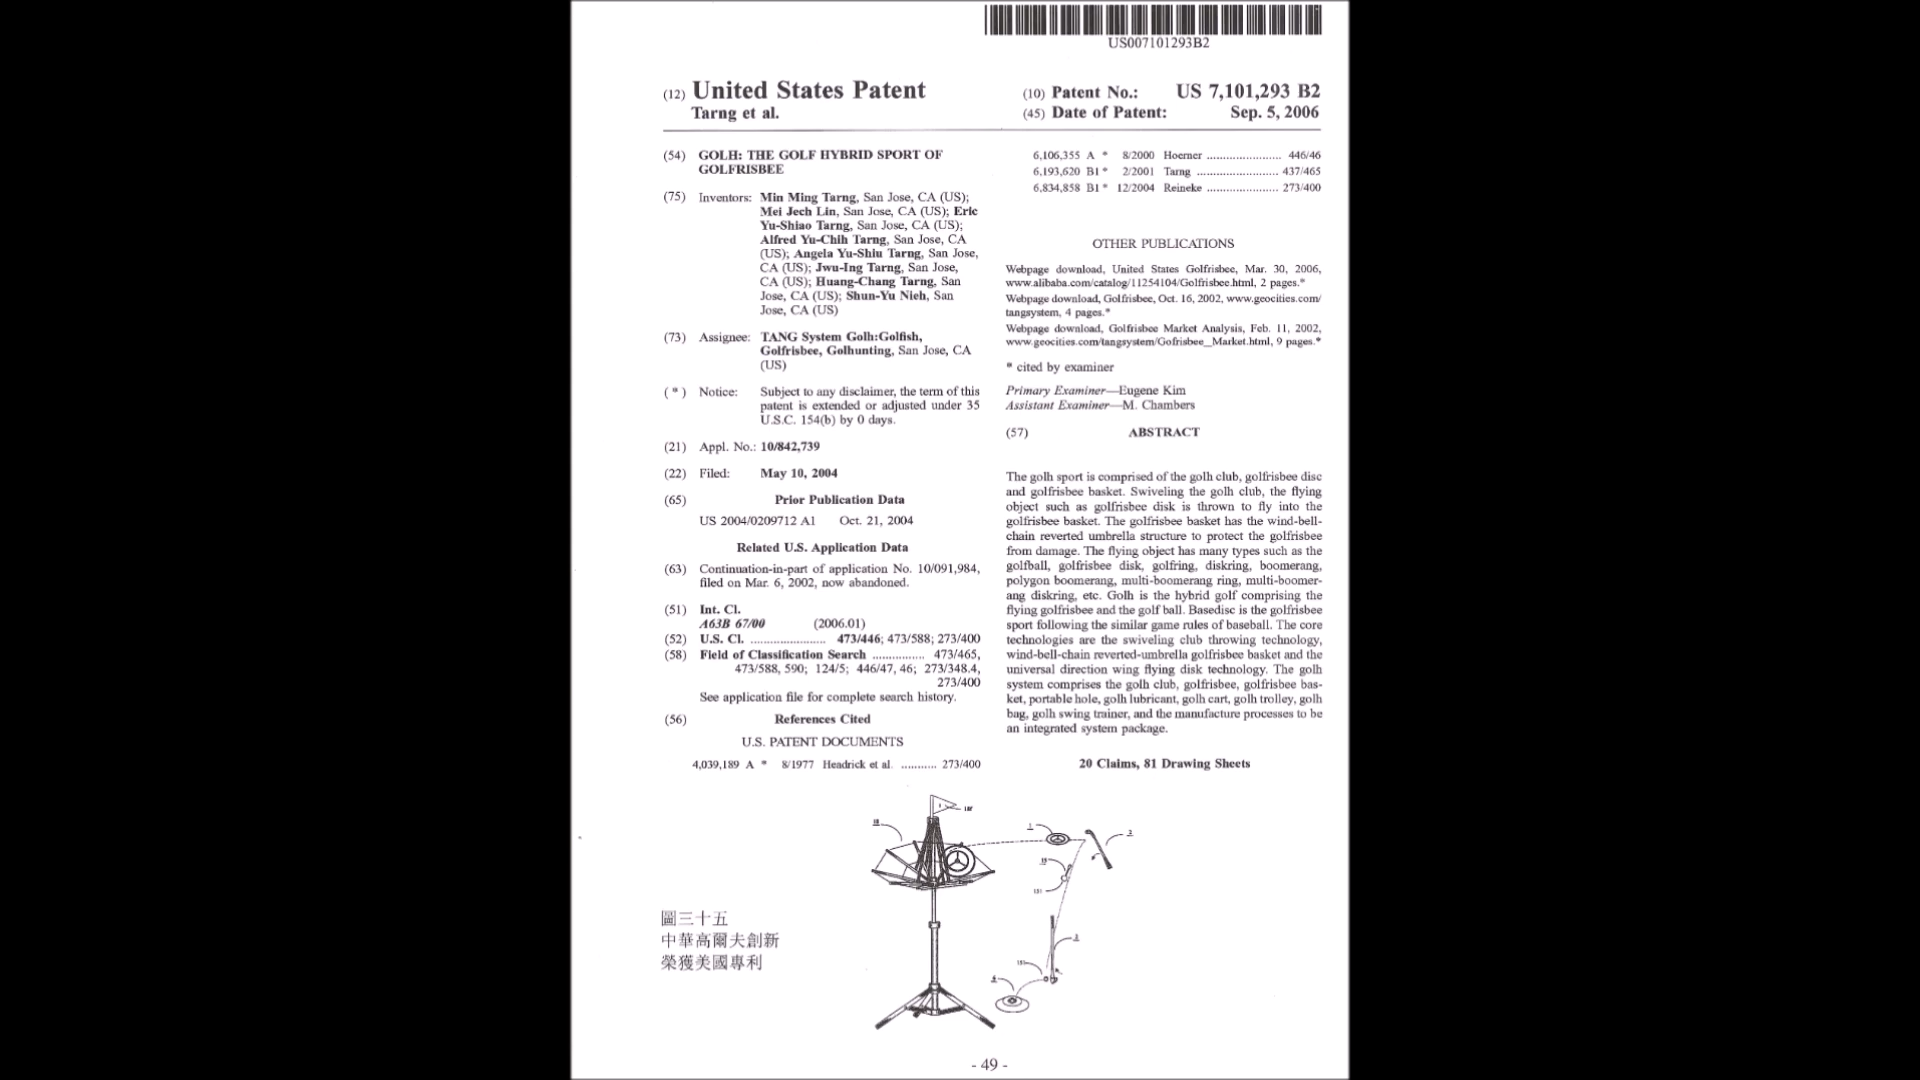 US007101293B2
(12) United States Patent
Tarng et al.
(10) Patent No.: US 7,101,293 B2
(45) Date of Patent: Sep. 5, 2006
(54) GOLH: THE GOLF HYBRID SPORT OF
GOLFRISBEE
(75) Inventors: Min Ming Tarng, San Jose, CA (US);
Mei Jech Lin, San Jose, CA (US); Eric
Yu-Shiao Tarng, San Jose, CA (US);
Alfred Yu-Chih Tarng, San Jose, CA
(US); Angela Yu-Shiu Tarng, San Jose,
CA (US); Jwu-Ing Tarng, San Jose,
CA (US); Huang-Chang Tarng, San
Jose, CA (US); Shun-Yu Nieh, San
Jose, CA (US)
(73) Assignee: TANG System Golh:Golfish,
Golfrisbee, Golhunting, San Jose, CA
(US)
( * ) Notice: Subject to any disclaimer, the term of this
patent is extended or adjusted under 35
U.S.C. 154(b) by 0 days.
(21) Appl. No.: 10/842,739
(22) Filed: May 10, 2004
(65) Prior Publication Data
US 2004/0209712 A1 Oct. 21, 2004
Related U.S. Application Data
(63) Continuation-in-part of application No. 10/091,984,
filed on Mar. 6, 2002, now abandoned.
(51) Int. Cl.
A63B 67/00 (2006.01)
(52) U.S. Cl. ...................... 473/446; 473/588; 273/400
(58) Field of Classification Search ................ 473/465,
473/588, 590; 124/5; 446/47, 46; 273/348.4,
273/400
See application file for complete search history.
(56) References Cited
U.S. PATENT DOCUMENTS
4,039,189 A * 8/1977 Headrick et al. ........... 273/400
6,106,355 A * 8/2000 Hoerner ....................... 446/46
6,193,620 B1 * 2/2001 Tarng ......................... 437/465
6,834,858 B1 * 12/2004 Reineke ....................... 273/400
OTHER PUBLICATIONS
Webpage download, United States Golfrisbee, Mar. 30, 2006,
www.alibaba.com/catalog/11254104/Golfrisbee.html, 2 pages.*
Webpage download, Golfrisbee, Oct. 16, 2002, www.geocities.com/
tangsystem, 4 pages.*
Webpage download, Golfrisbee Market Analysis, Feb. 11, 2002,
www.geocities.com/tangsystem/Gofrisbee_Market.html, 9 pages.*
* cited by examiner
Primary Examiner—Eugene Kim
Assistant Examiner—M. Chambers
(57) ABSTRACT
The golh sport is comprised of the golh club, golfrisbee disc
and golfrisbee basket. Swiveling the golh club, the flying
object such as golfrisbee disk is thrown to fly into the
golfrisbee basket. The golfrisbee basket has the wind-bell-
chain reverted umbrella structure to protect the golfrisbee
from damage. The flying object has many types such as the
golfball, golfrisbee disk, golfring, diskring, boomerang,
polygon boomerang, multi-boomerang ring, multi-boomer-
ang diskring, etc. Golh is the hybrid golf comprising the
flying golfrisbee and the golf ball. Basedisc is the golfrisbee
sport following the similar game rules of baseball. The core
technologies are the swiveling club throwing technology,
wind-bell-chain reverted-umbrella golfrisbee basket and the
universal direction wing flying disk technology. The golh
system comprises the golh club, golfrisbee, golfrisbee bas-
ket, portable hole, golh lubricant, golh cart, golh trolley, golh
bag, golh swing trainer, and the manufacture processes to be
an integrated system package.
20 Claims, 81 Drawing Sheets
圖三十五
中華高爾夫創新
榮獲美國專利
- 49 -